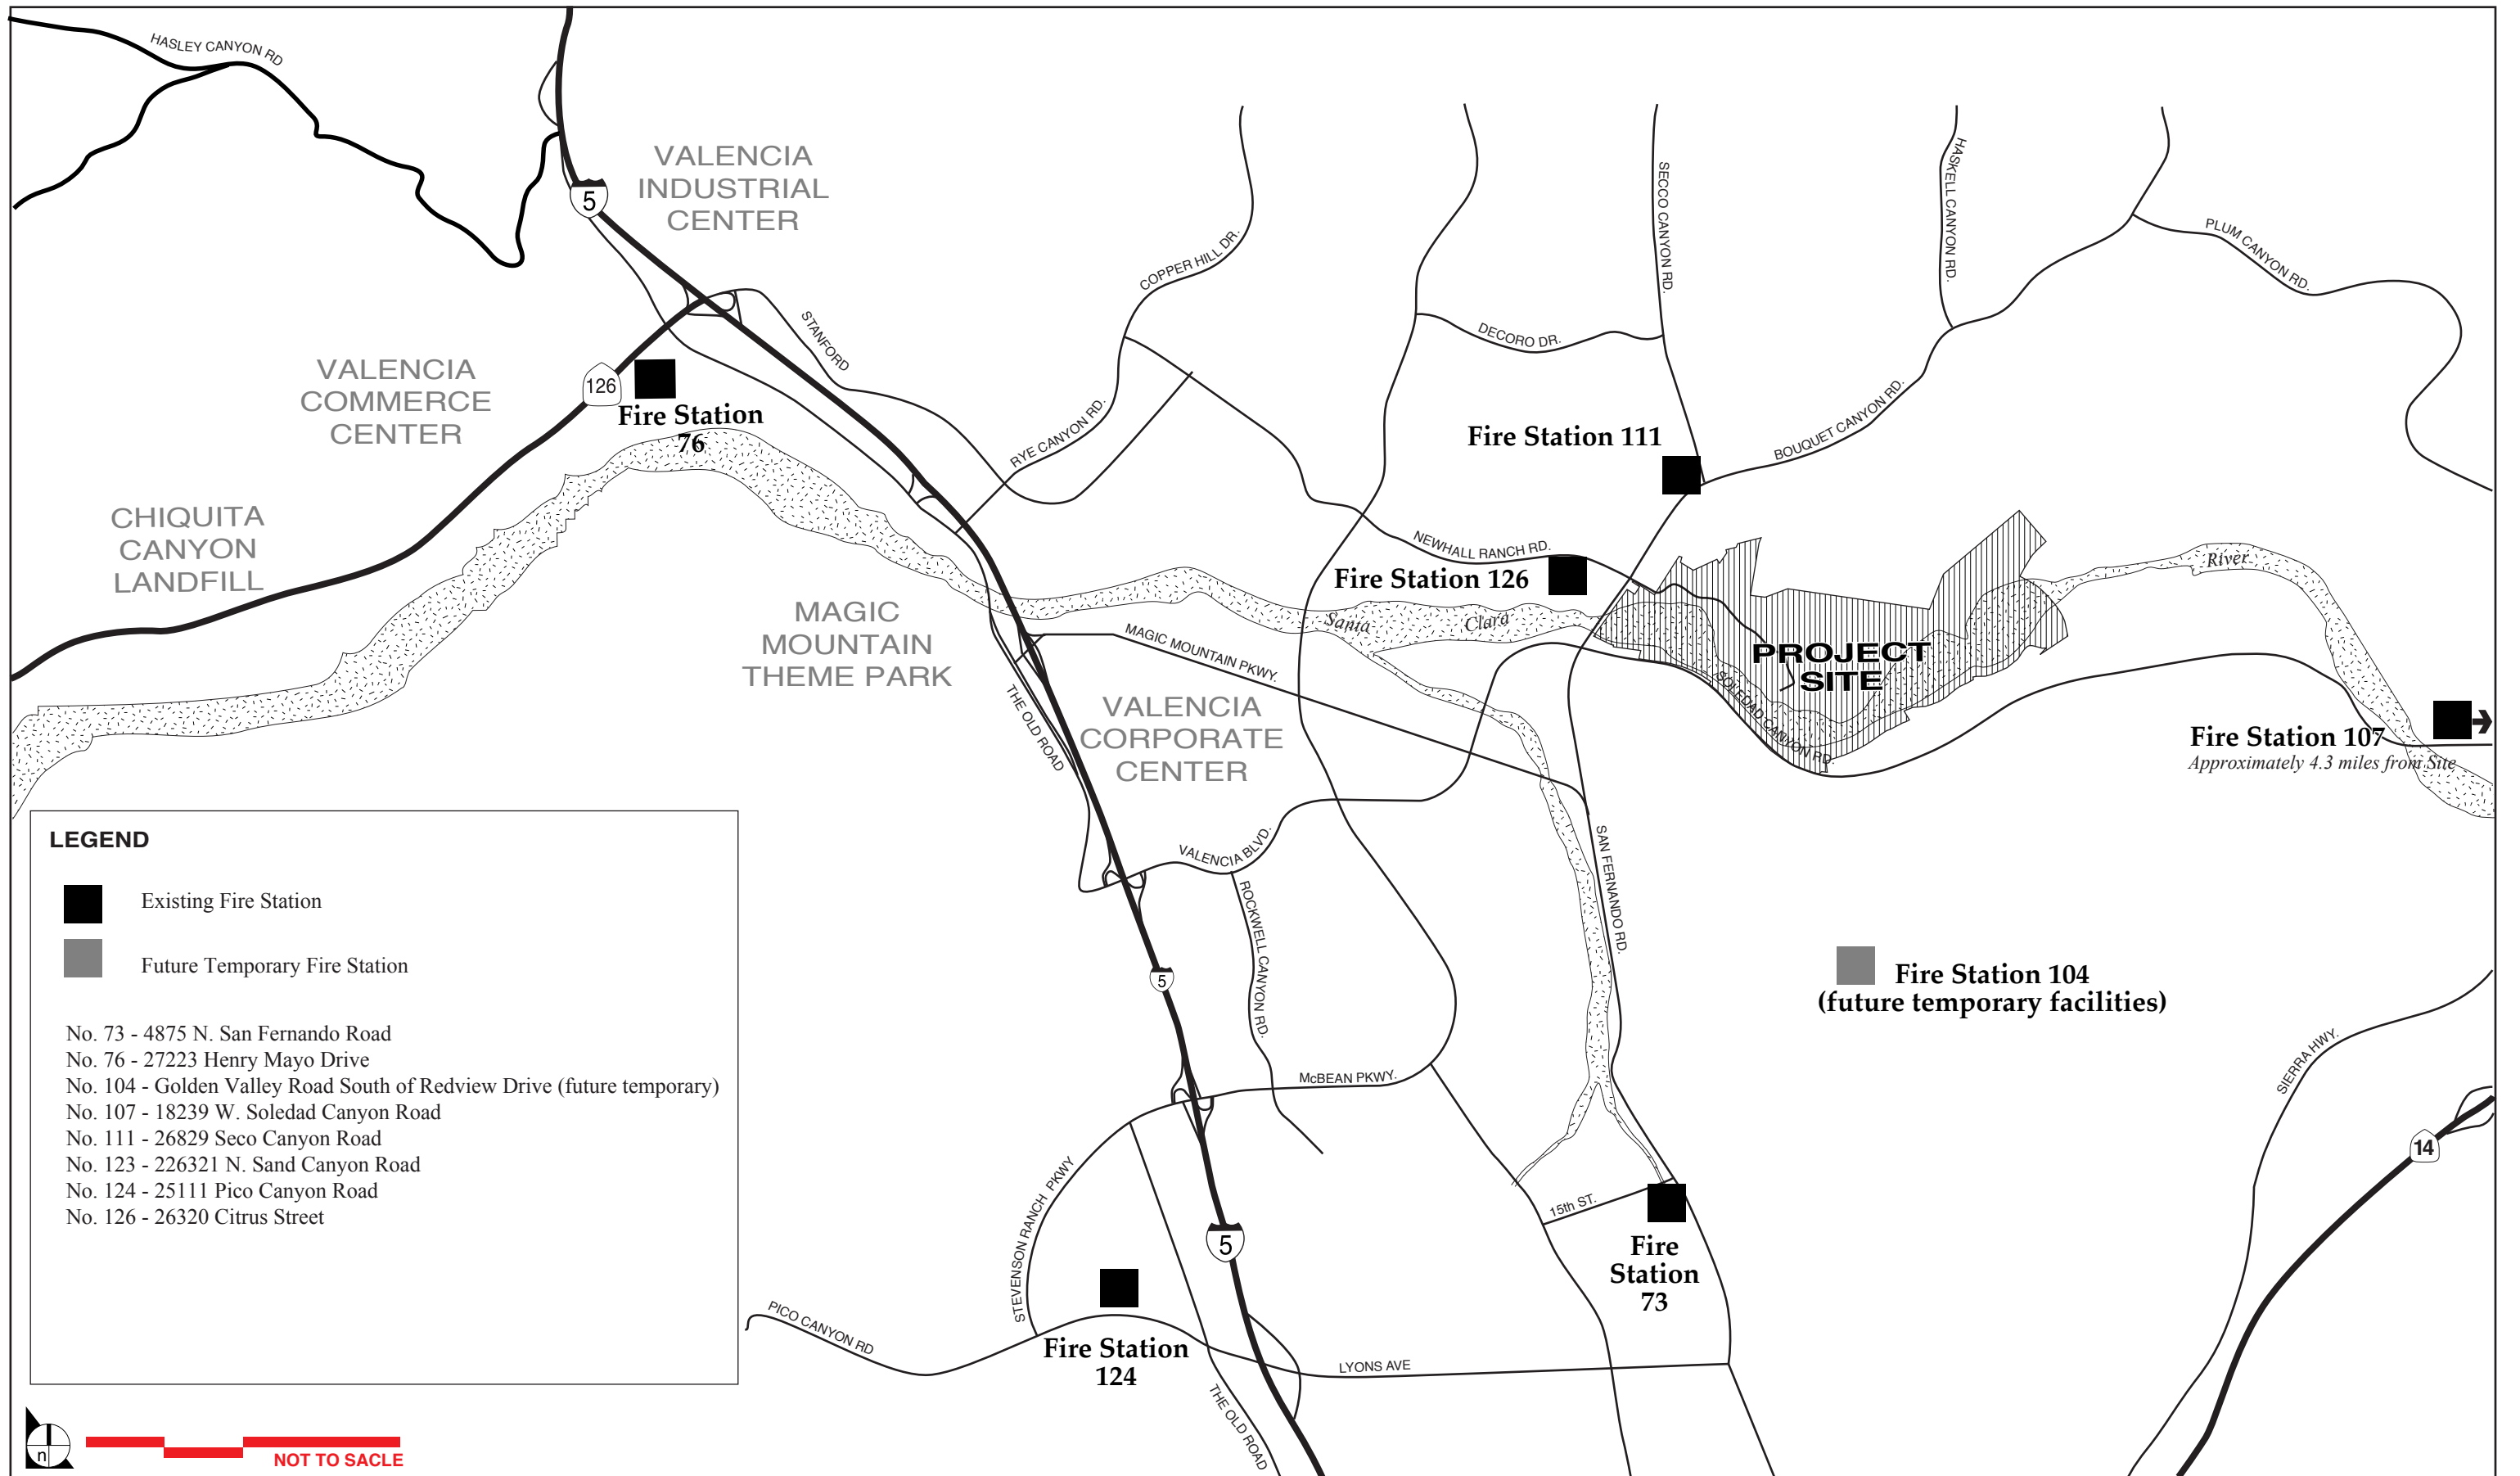 HASLEY CANYON RD
VALENCIA
INDUSTRIAL
CENTER
5
COPPER HILL DR.
SECCO CANYON RD.
HASKELL CANYON RD.
PLUM CANYON RD.
STANFORD
DECORO DR.
VALENCIA
COMMERCE
CENTER
126
Fire Station
76
RYE CANYON RD.
Fire Station 111
BOUQUET CANYON RD.
CHIQUITA
CANYON
LANDFILL
NEWHALL RANCH RD.
Fire Station 126
River
MAGIC
MOUNTAIN
THEME PARK
Santa
Clara
MAGIC MOUNTAIN PKWY.
PROJECT
SITE
SOLEDAD CANYON RD.
THE OLD ROAD
VALENCIA
CORPORATE
CENTER
Fire Station 107
Approximately 4.3 miles from Site
LEGEND
Existing Fire Station
Future Temporary Fire Station
No. 73 - 4875 N. San Fernando Road
No. 76 - 27223 Henry Mayo Drive
No. 104 - Golden Valley Road South of Redview Drive (future temporary)
No. 107 - 18239 W. Soledad Canyon Road
No. 111 - 26829 Seco Canyon Road
No. 123 - 226321 N. Sand Canyon Road
No. 124 - 25111 Pico Canyon Road
No. 126 - 26320 Citrus Street
VALENCIA BLVD.
SAN FERNANDO RD.
ROCKWELL CANYON RD.
5
Fire Station 104
(future temporary facilities)
McBEAN PKWY.
SIERRA HWY.
14
STEVENSON RANCH PKWY
15th ST.
5
Fire
Station
73
PICO CANYON RD
Fire Station
124
LYONS AVE
THE OLD ROAD
n
NOT TO SACLE